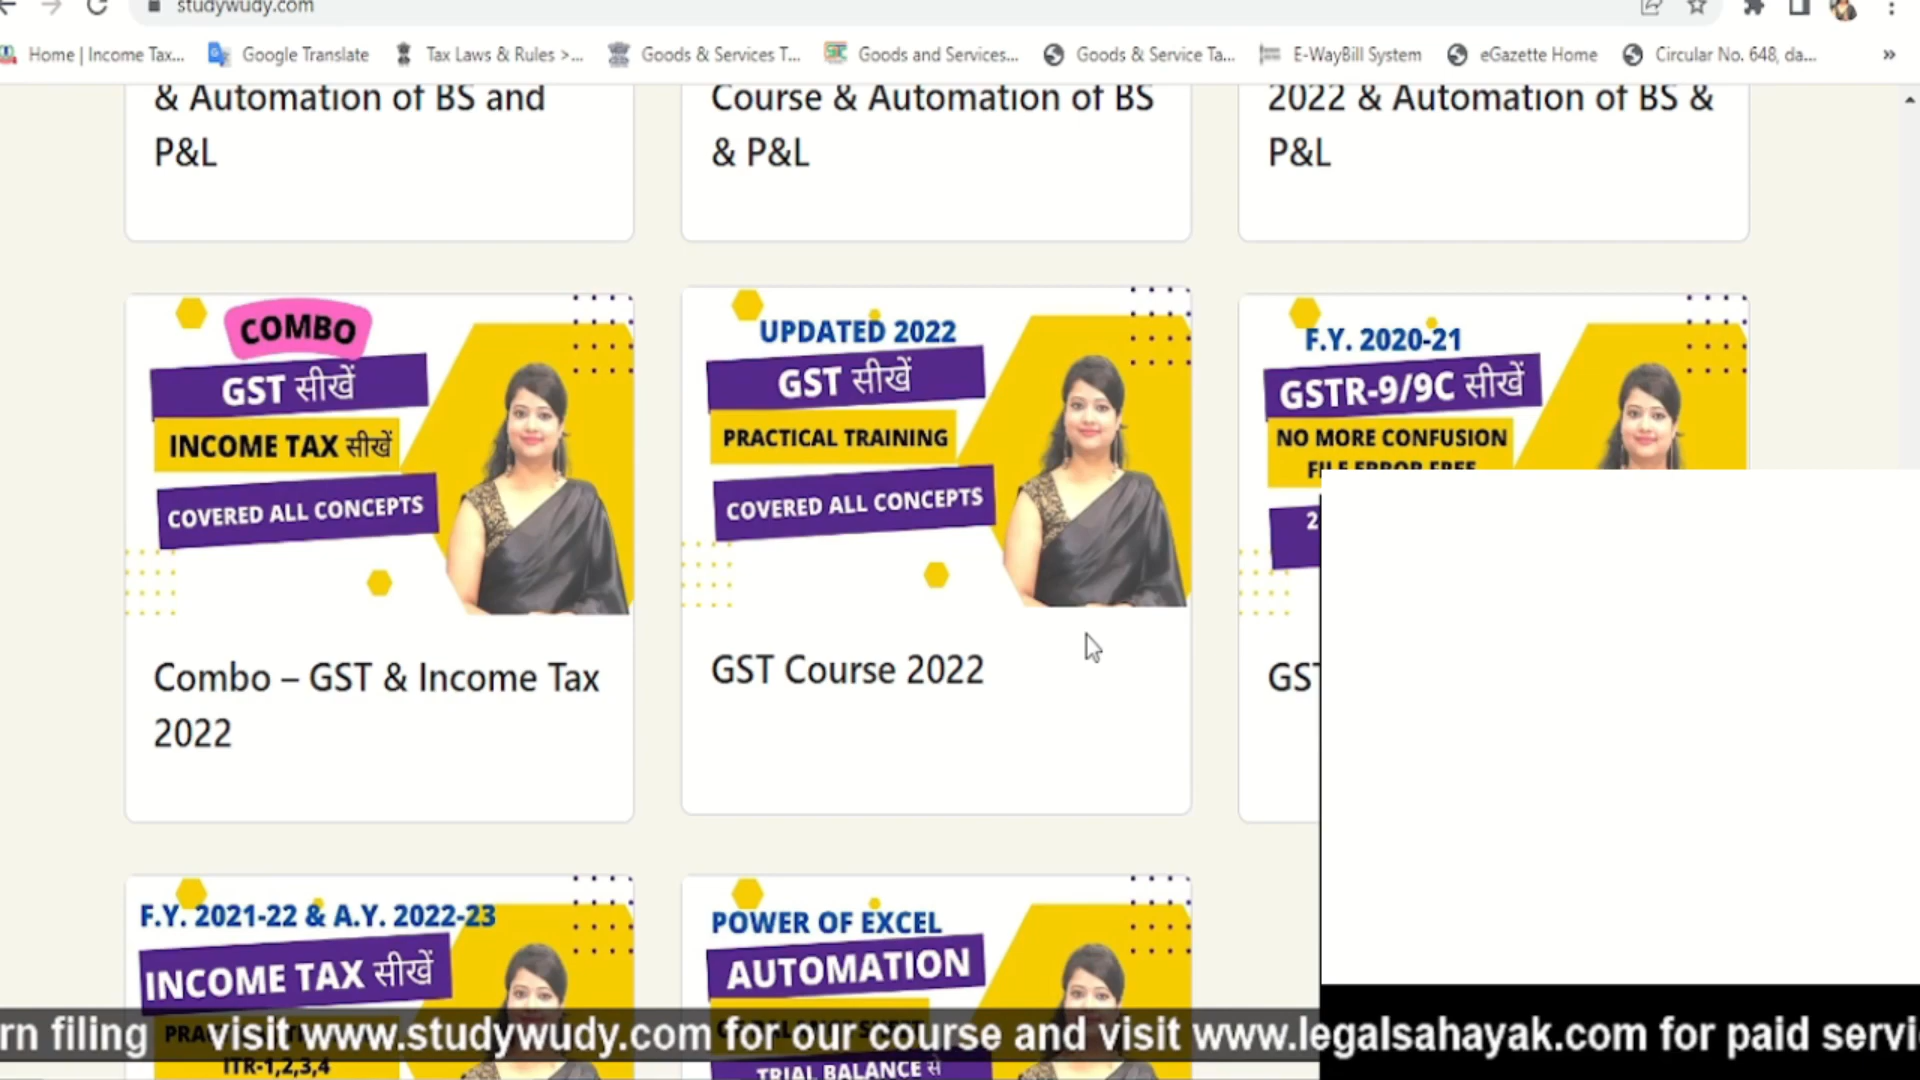 studywudy.com
Home | Income Tax...
Google Translate
Tax Laws & Rules >...
Goods & Services T...
Goods and Services...
Goods & Service Ta...
E-WayBill System
eGazette Home
Circular No. 648, da...
»
& Automation of BS and
P&L
Course & Automation of BS
& P&L
2022 & Automation of BS &
P&L
COMBO
GST सीखें
INCOME TAX सीखें
COVERED ALL CONCEPTS
Combo – GST & Income Tax
2022
UPDATED 2022
GST सीखें
PRACTICAL TRAINING
COVERED ALL CONCEPTS
GST Course 2022
F.Y. 2020-21
GSTR-9/9C सीखें
NO MORE CONFUSION
FILE ERROR FREE
2
GST
F.Y. 2021-22 & A.Y. 2022-23
INCOME TAX सीखें
ITR-1,2,3,4
POWER OF EXCEL
AUTOMATION
TRIAL BALANCE से
rn filing visit www.studywudy.com for our course and visit www.legalsahayak.com for paid servi